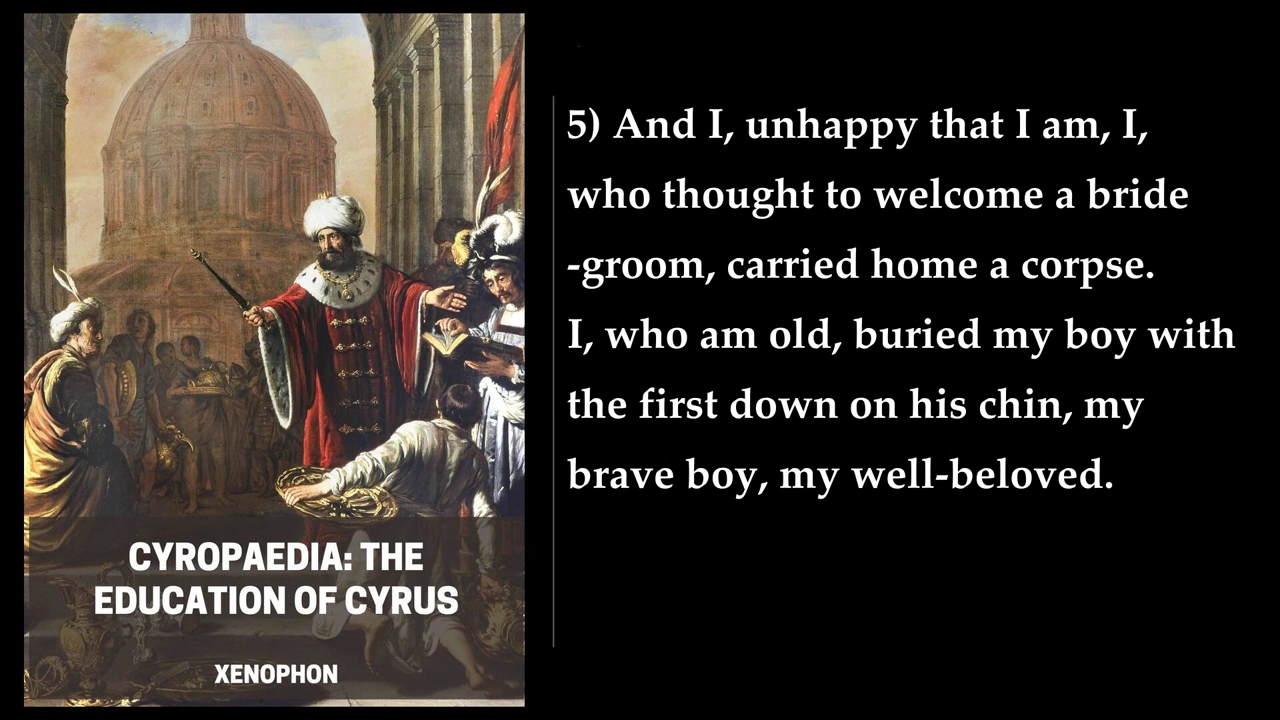 5) And I, unhappy that I am, I,
who thought to welcome a bride
-groom, carried home a corpse.
I, who am old, buried my boy with
the first down on his chin, my
brave boy, my well-beloved.
CYROPAEDIA: THE
EDUCATION OF CYRUS
XENOPHON